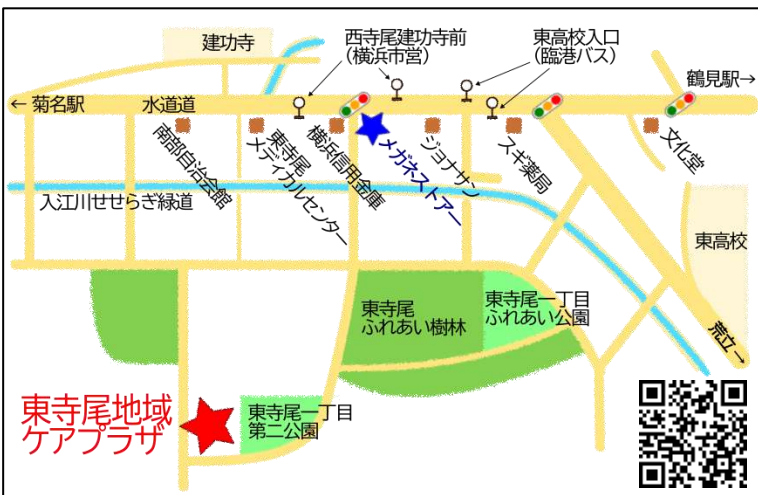 建功寺
西寺尾建功寺前
(横浜市営)
東高校入口
(臨港バス)
鶴見駅→
← 菊名駅
水道道
南部自治会館
東寺尾
メディカルセンター
横浜信用金庫
メガネストアー
ジョナサン
スギ薬局
文化堂
入江川せせらぎ緑道
東高校
東寺尾
ふれあい樹林
東寺尾一丁目
ふれあい公園
荒立→
東寺尾地域
ケアプラザ
東寺尾一丁目
第二公園